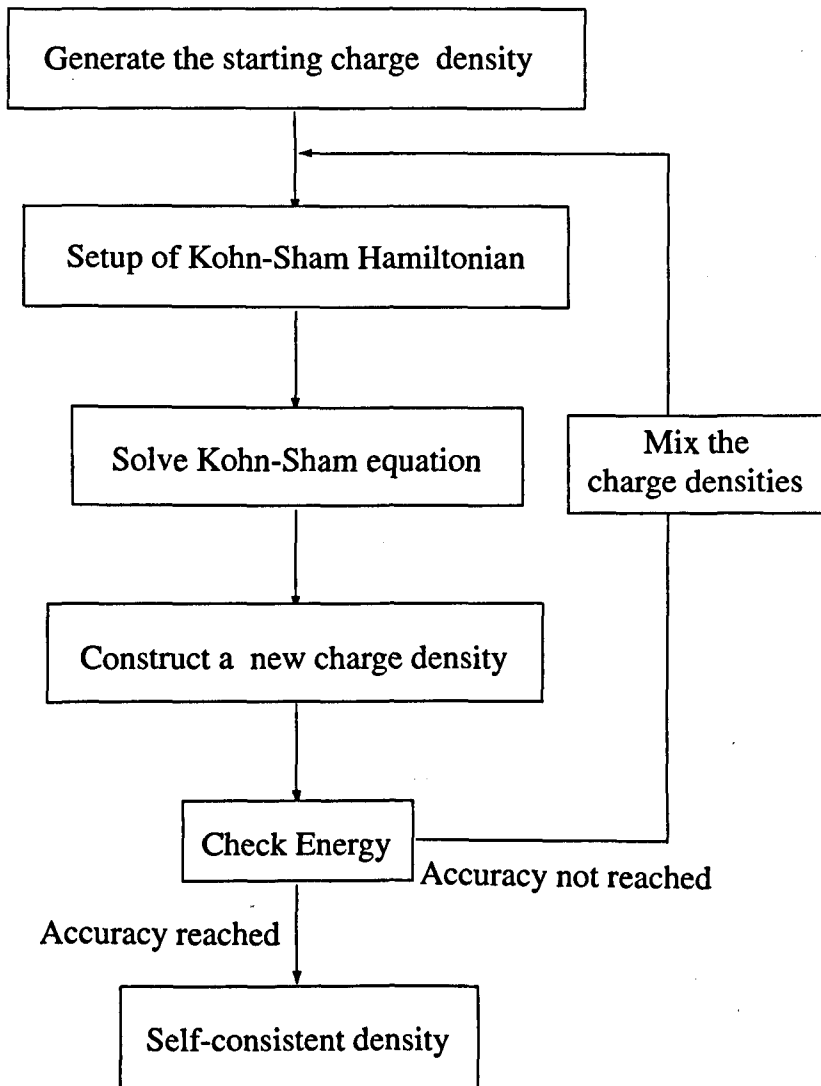 Generate the starting charge density
Setup of Kohn-Sham Hamiltonian
Solve Kohn-Sham equation
Mix the
charge densities
Construct a new charge density
Check Energy
Accuracy not reached
Accuracy reached
Self-consistent density